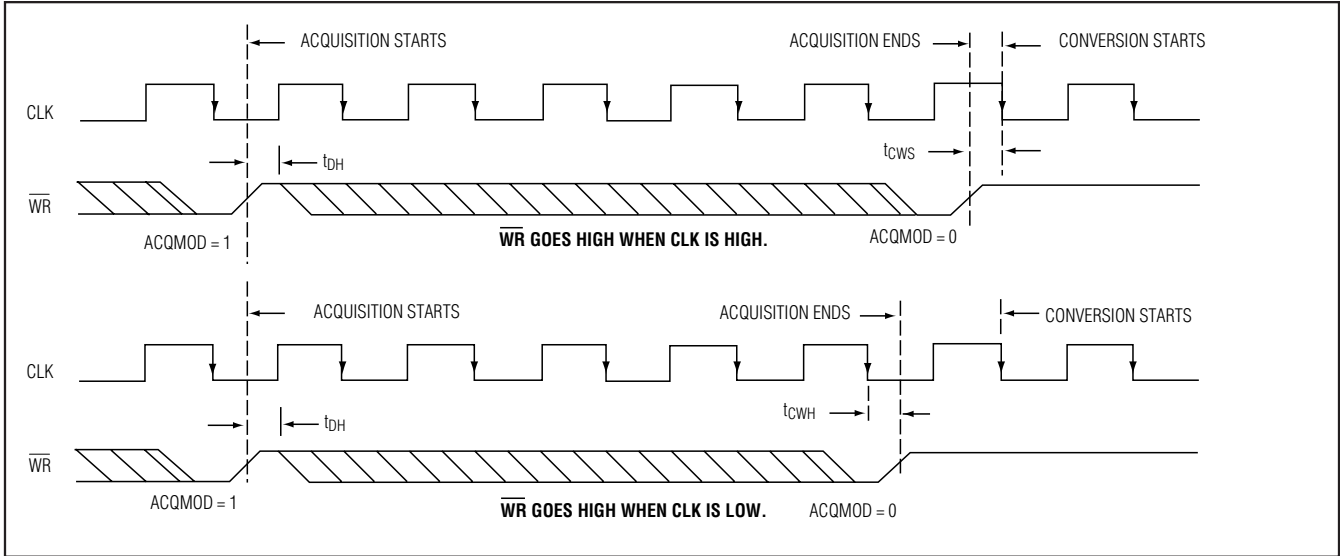 ACQUISITION STARTS
ACQUISITION ENDS
CONVERSION STARTS
CLK
tCWS
tDH
WR
ACQMOD = 1
WR GOES HIGH WHEN CLK IS HIGH.
ACQMOD = 0
ACQUISITION STARTS
ACQUISITION ENDS
CONVERSION STARTS
CLK
tCWH
tDH
WR
ACQMOD = 1
WR GOES HIGH WHEN CLK IS LOW.
ACQMOD = 0